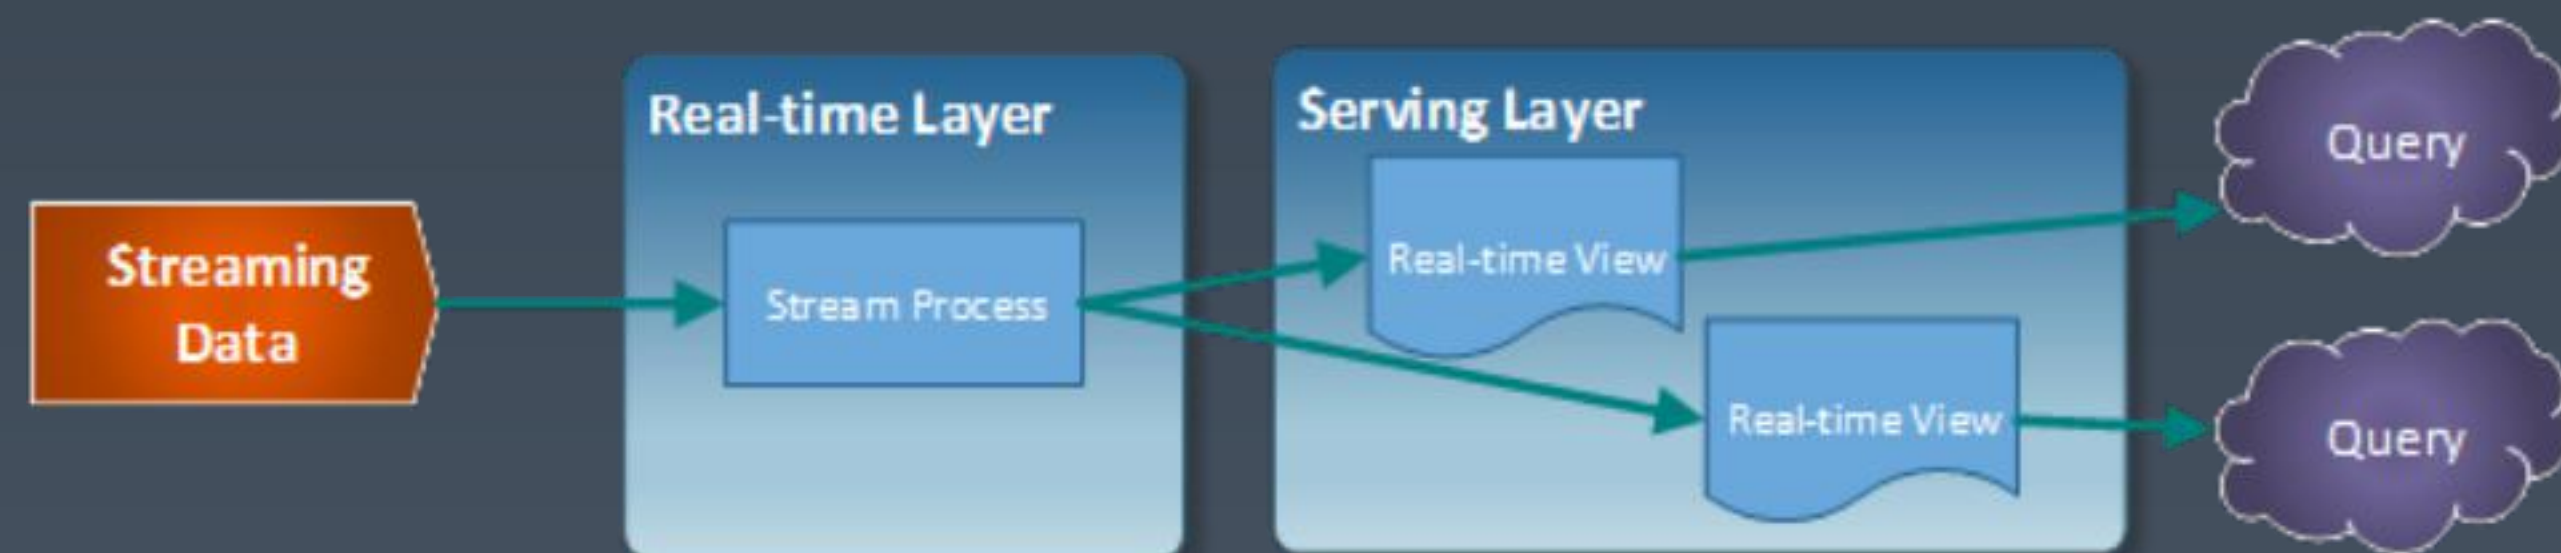 Real-time Layer
Serving Layer
Query
Streaming
Data
Stream Process
Real-time View
Real-time View
Query